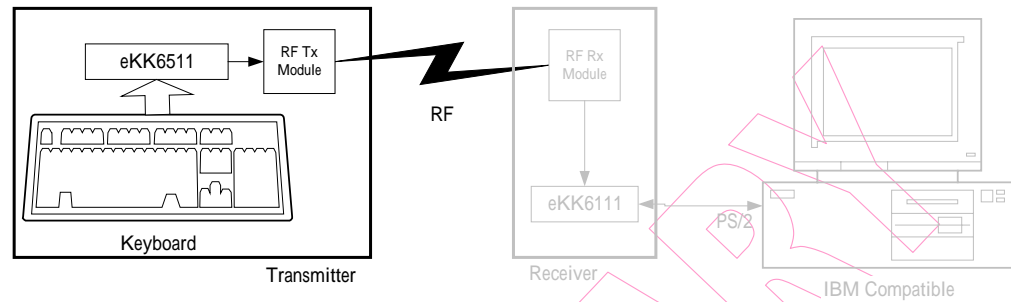 eKK6511
RF Tx
Module
RF
Keyboard
Transmitter
RF Rx
Module
eKK6111
PS/2
Receiver
IBM Compatible